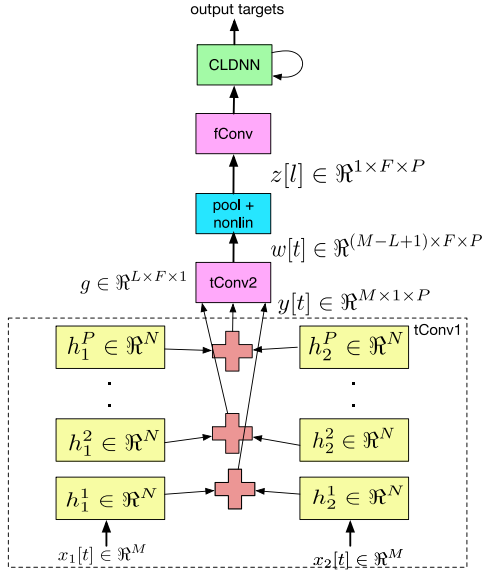 output targets
CLDNN
fConv
z[l] ∈ ℜ^{1×F×P}
pool +
nonlin
w[t] ∈ ℜ^{(M−L+1)×F×P}
g ∈ ℜ^{L×F×1}
tConv2
y[t] ∈ ℜ^{M×1×P}
tConv1
h_1^P ∈ ℜ^N
h_2^P ∈ ℜ^N
h_1^2 ∈ ℜ^N
h_2^2 ∈ ℜ^N
h_1^1 ∈ ℜ^N
h_2^1 ∈ ℜ^N
x_1[t] ∈ ℜ^M
x_2[t] ∈ ℜ^M